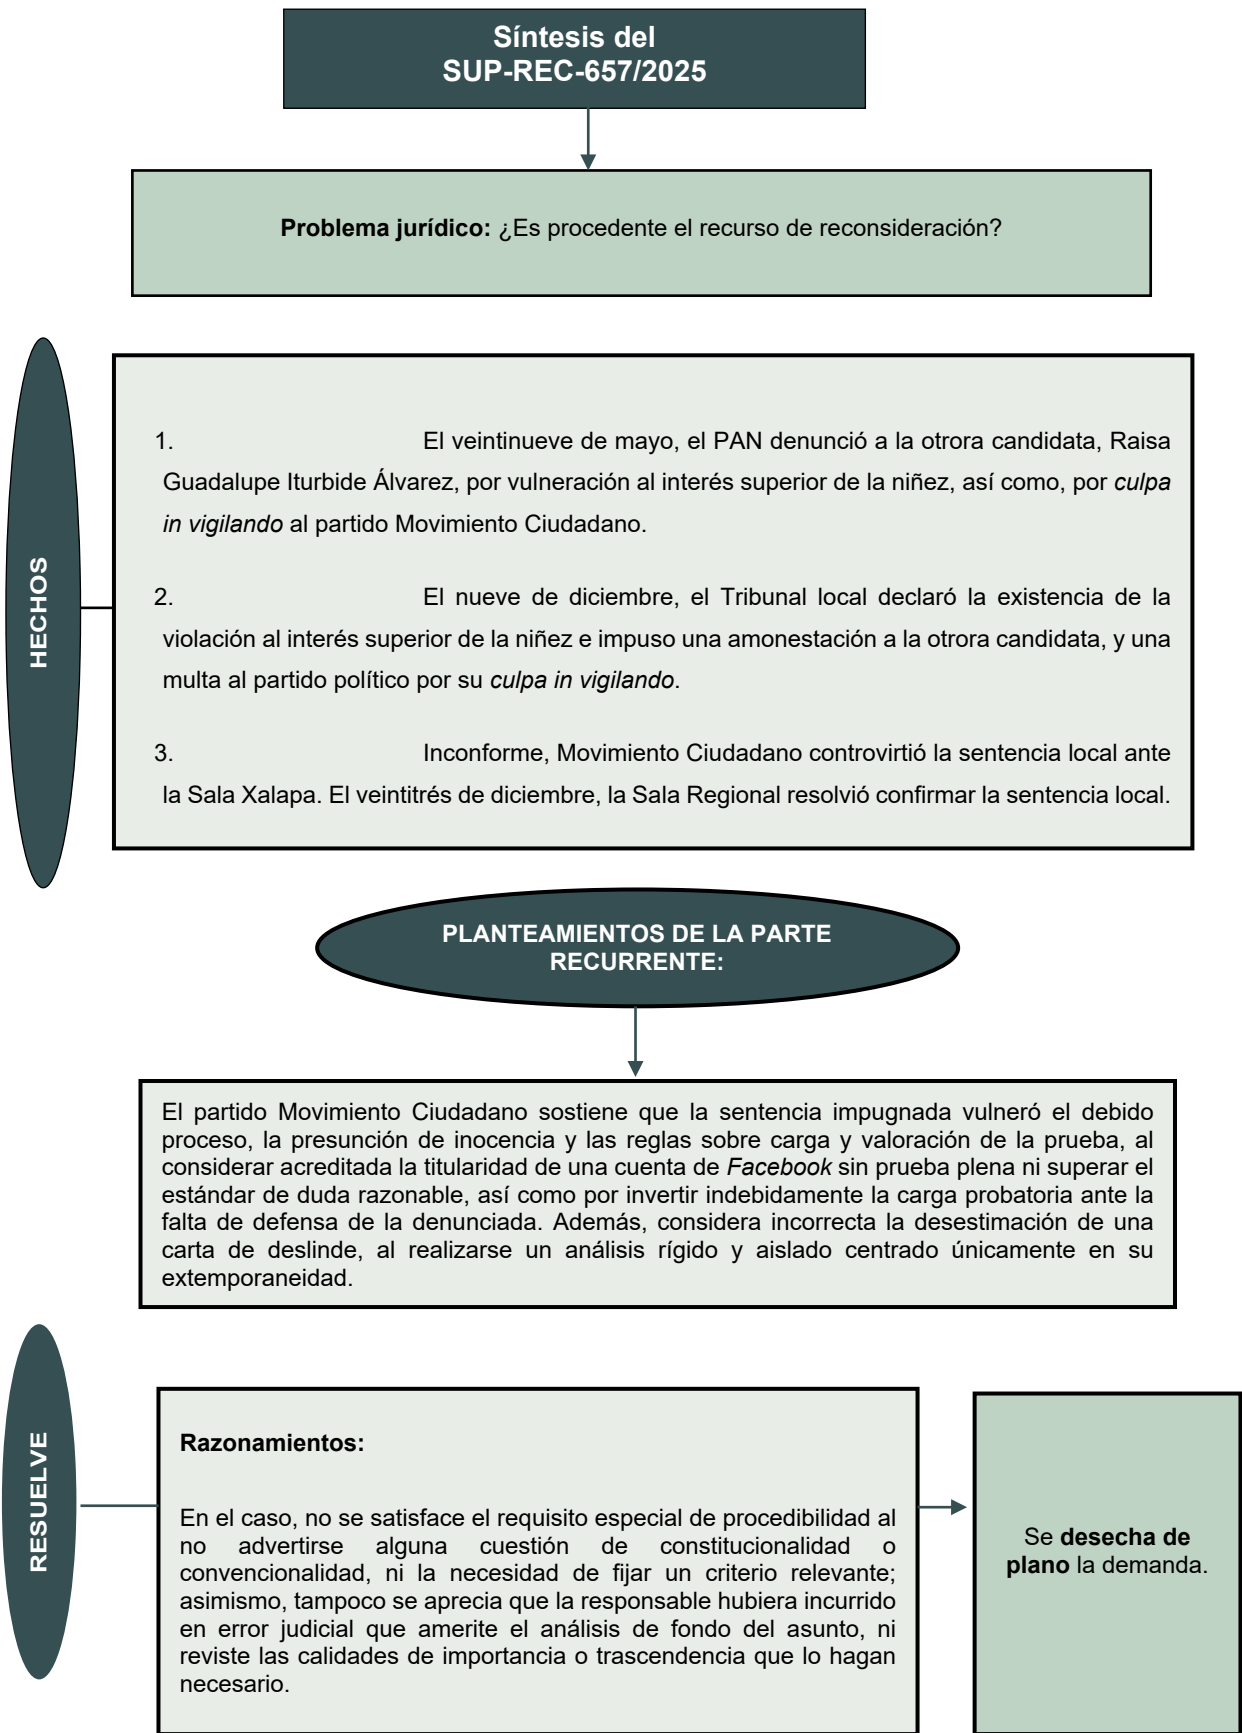 Síntesis del
SUP-REC-657/2025
Problema jurídico: ¿Es procedente el recurso de reconsideración?
HECHOS
1. El veintinueve de mayo, el PAN denunció a la otrora candidata, Raisa
Guadalupe Iturbide Álvarez, por vulneración al interés superior de la niñez, así como, por culpa
in vigilando al partido Movimiento Ciudadano.
2. El nueve de diciembre, el Tribunal local declaró la existencia de la
violación al interés superior de la niñez e impuso una amonestación a la otrora candidata, y una
multa al partido político por su culpa in vigilando.
3. Inconforme, Movimiento Ciudadano controvirtió la sentencia local ante
la Sala Xalapa. El veintitrés de diciembre, la Sala Regional resolvió confirmar la sentencia local.
PLANTEAMIENTOS DE LA PARTE
RECURRENTE:
El partido Movimiento Ciudadano sostiene que la sentencia impugnada vulneró el debido
proceso, la presunción de inocencia y las reglas sobre carga y valoración de la prueba, al
considerar acreditada la titularidad de una cuenta de Facebook sin prueba plena ni superar el
estándar de duda razonable, así como por invertir indebidamente la carga probatoria ante la
falta de defensa de la denunciada. Además, considera incorrecta la desestimación de una
carta de deslinde, al realizarse un análisis rígido y aislado centrado únicamente en su
extemporaneidad.
RESUELVE
Razonamientos:
En el caso, no se satisface el requisito especial de procedibilidad al
no advertirse alguna cuestión de constitucionalidad o
convencionalidad, ni la necesidad de fijar un criterio relevante;
asimismo, tampoco se aprecia que la responsable hubiera incurrido
en error judicial que amerite el análisis de fondo del asunto, ni
reviste las calidades de importancia o trascendencia que lo hagan
necesario.
Se desecha de
plano la demanda.